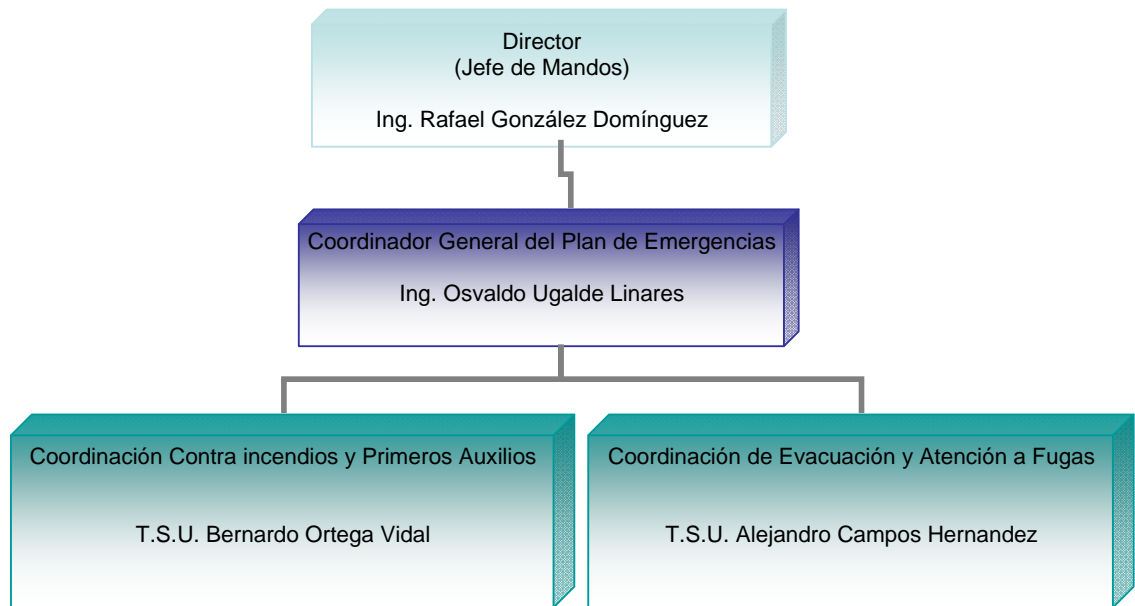 Director
(Jefe de Mandos)
Ing. Rafael González Domínguez
Coordinador General del Plan de Emergencias
Ing. Osvaldo Ugalde Linares
Coordinación Contra incendios y Primeros Auxilios
T.S.U. Bernardo Ortega Vidal
Coordinación de Evacuación y Atención a Fugas
T.S.U. Alejandro Campos Hernandez